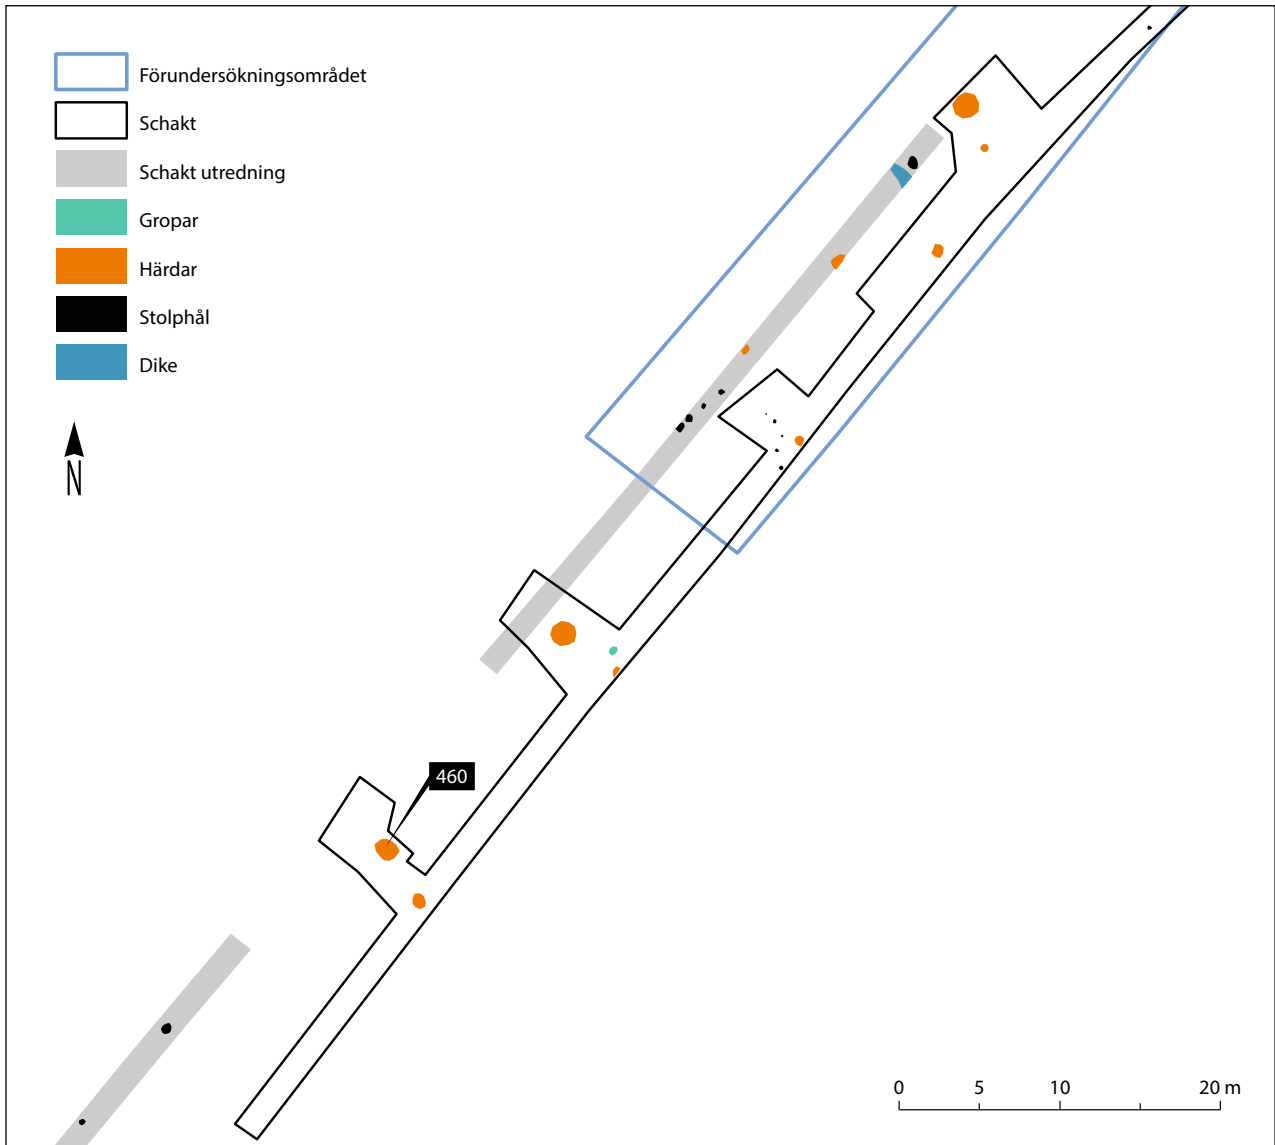 Förundersökningsområdet
Schakt
Schakt utredning
Gropar
Härdar
Stolphål
Dike
N
460
0 5 10 20 m